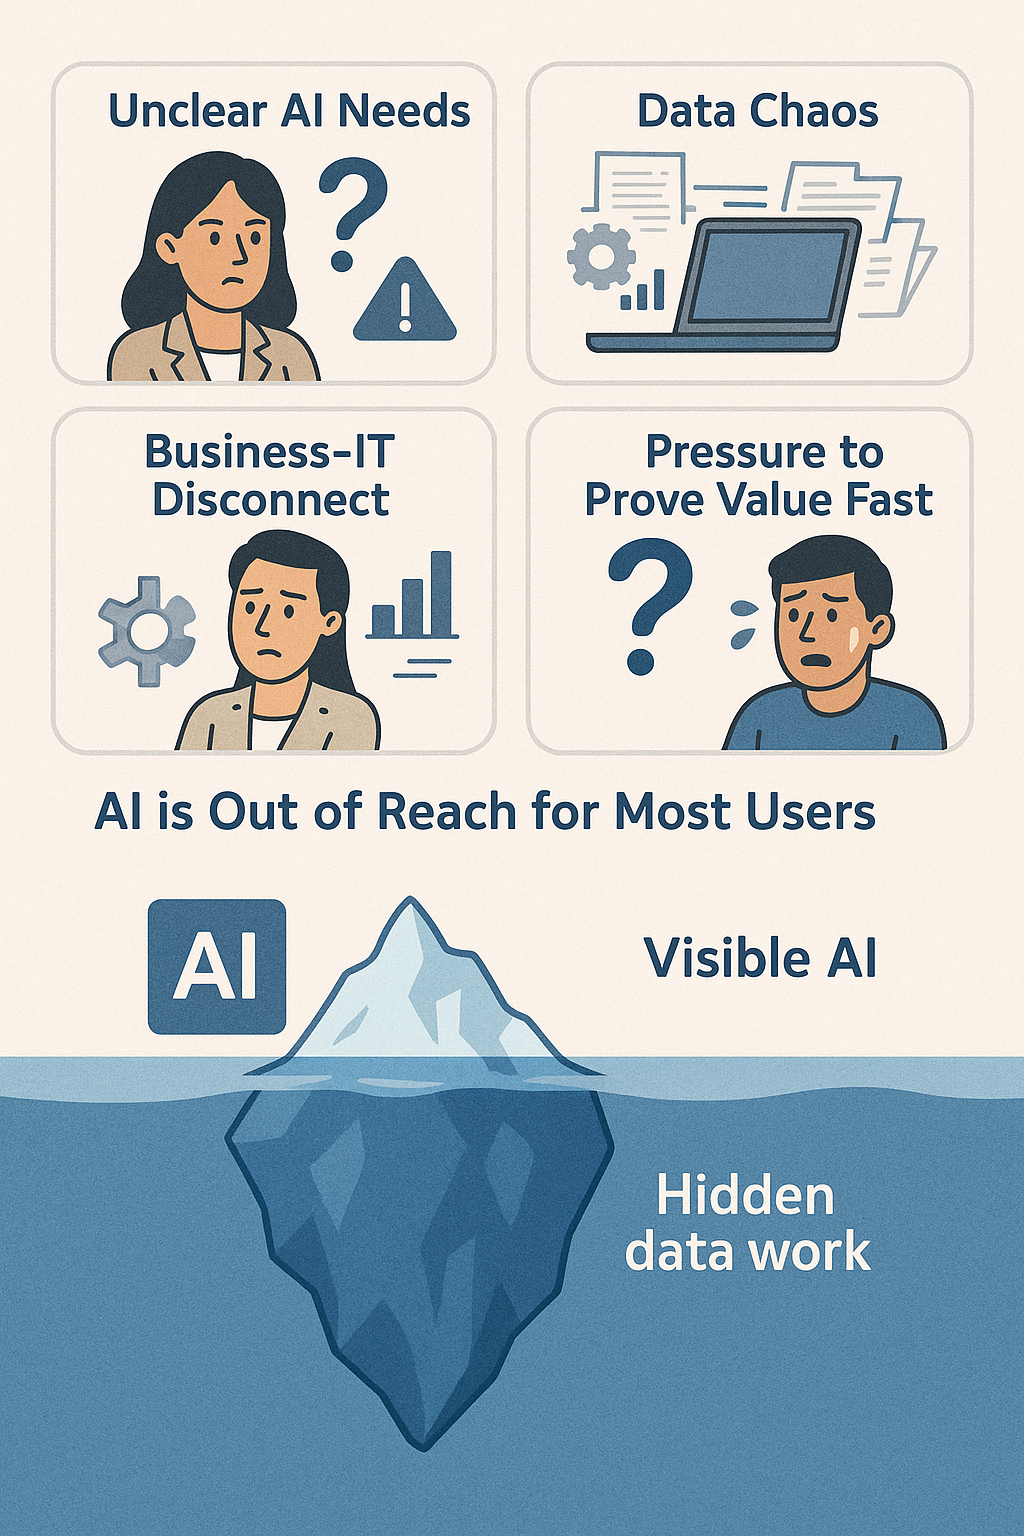 Unclear AI Needs
Data Chaos
Business-IT
Disconnect
Pressure to
Prove Value Fast
AI is Out of Reach for Most Users
AI
Visible AI
Hidden
data work